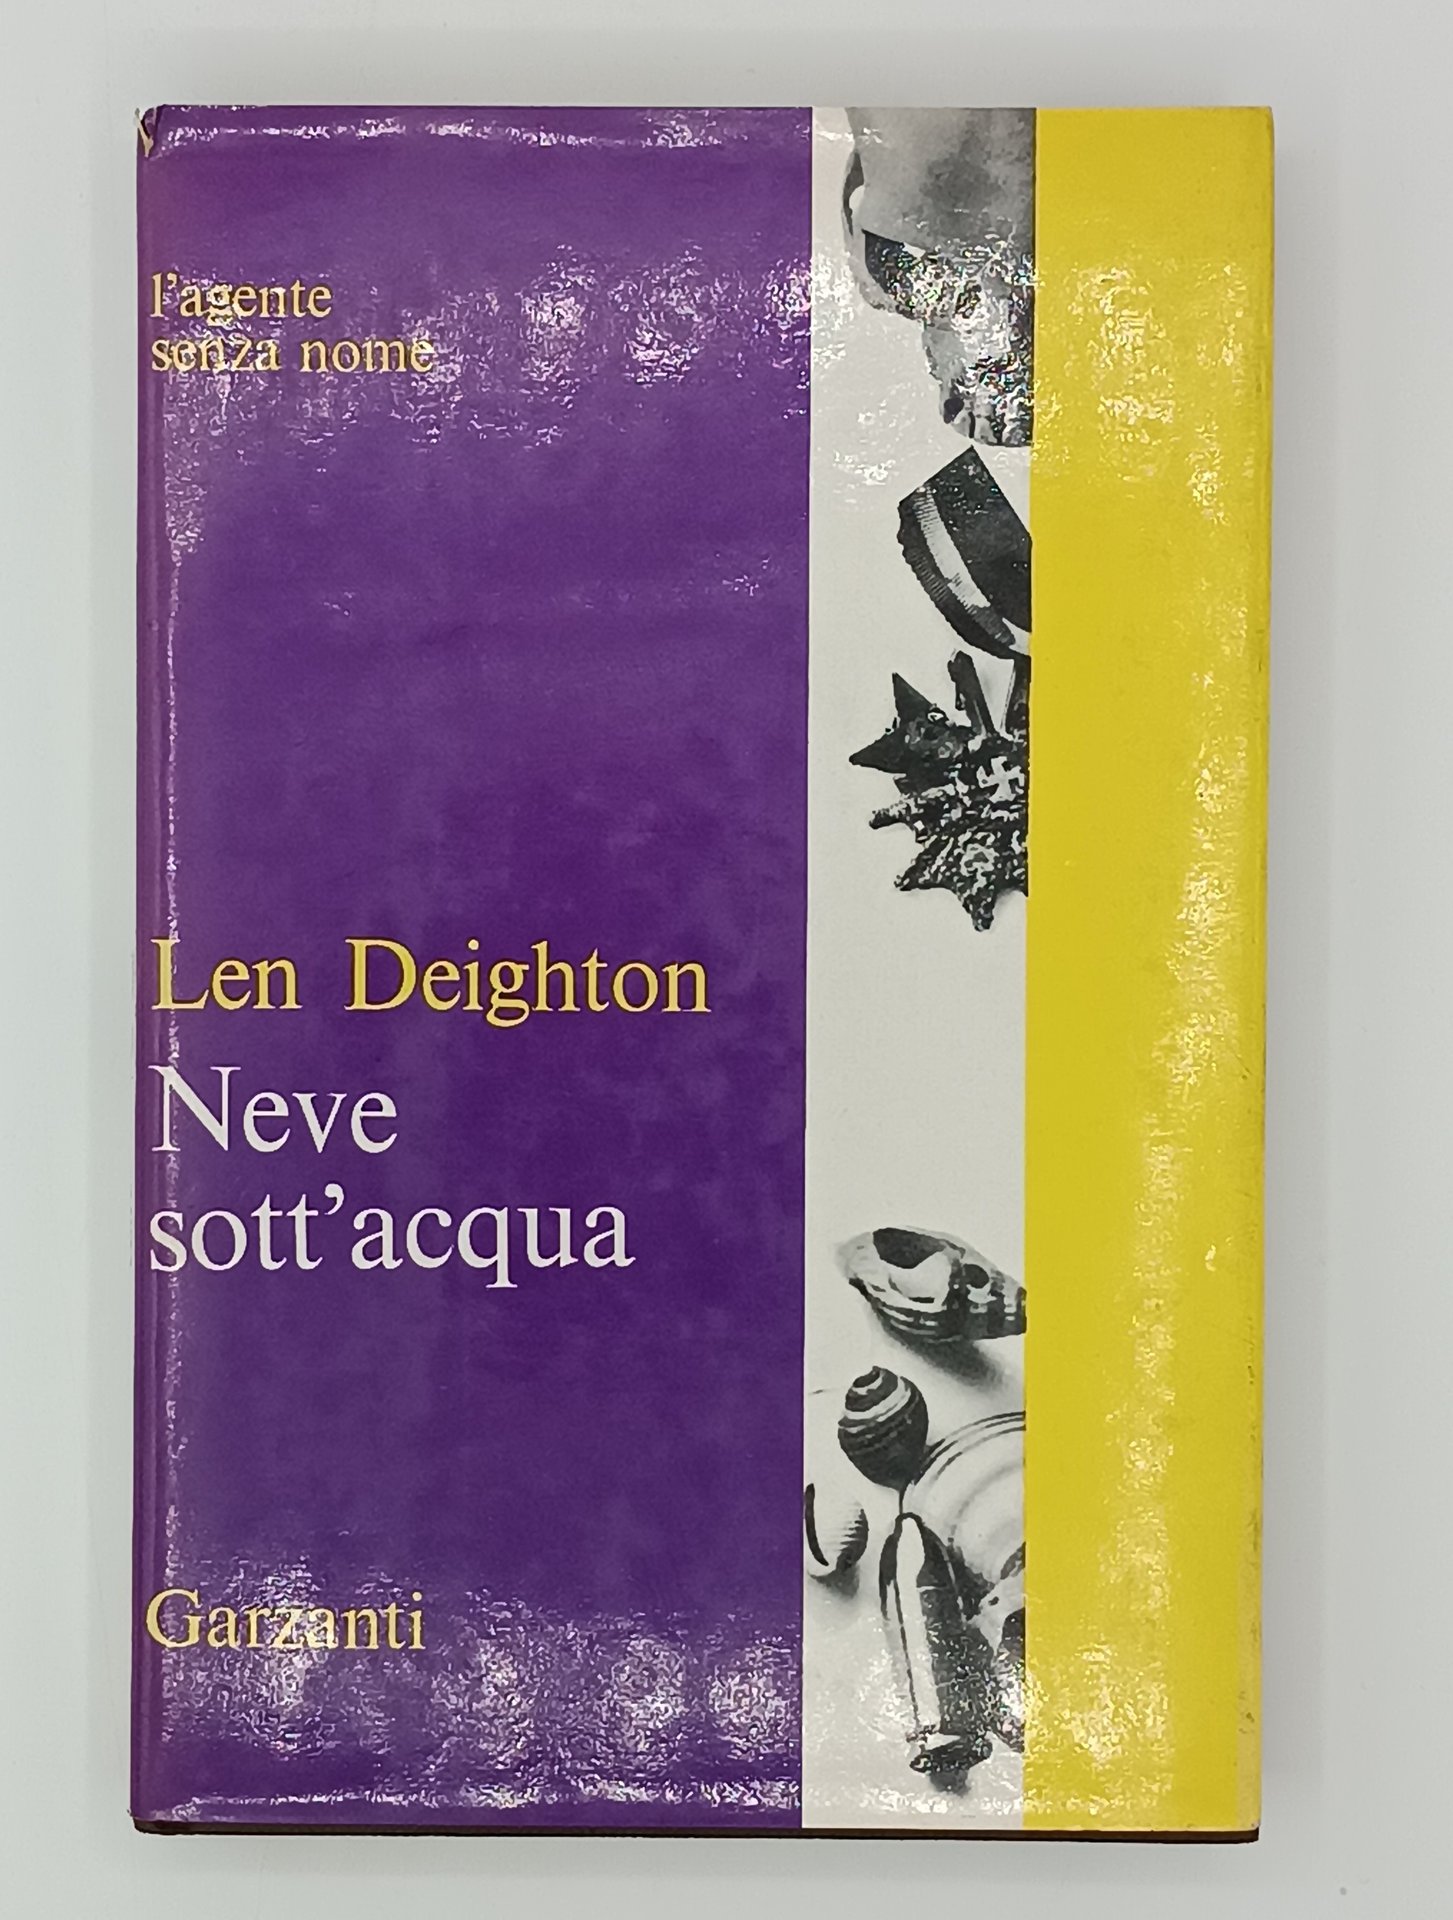 l'agente
senza nome
Len Deighton
Neve
sott'acqua
Garzanti